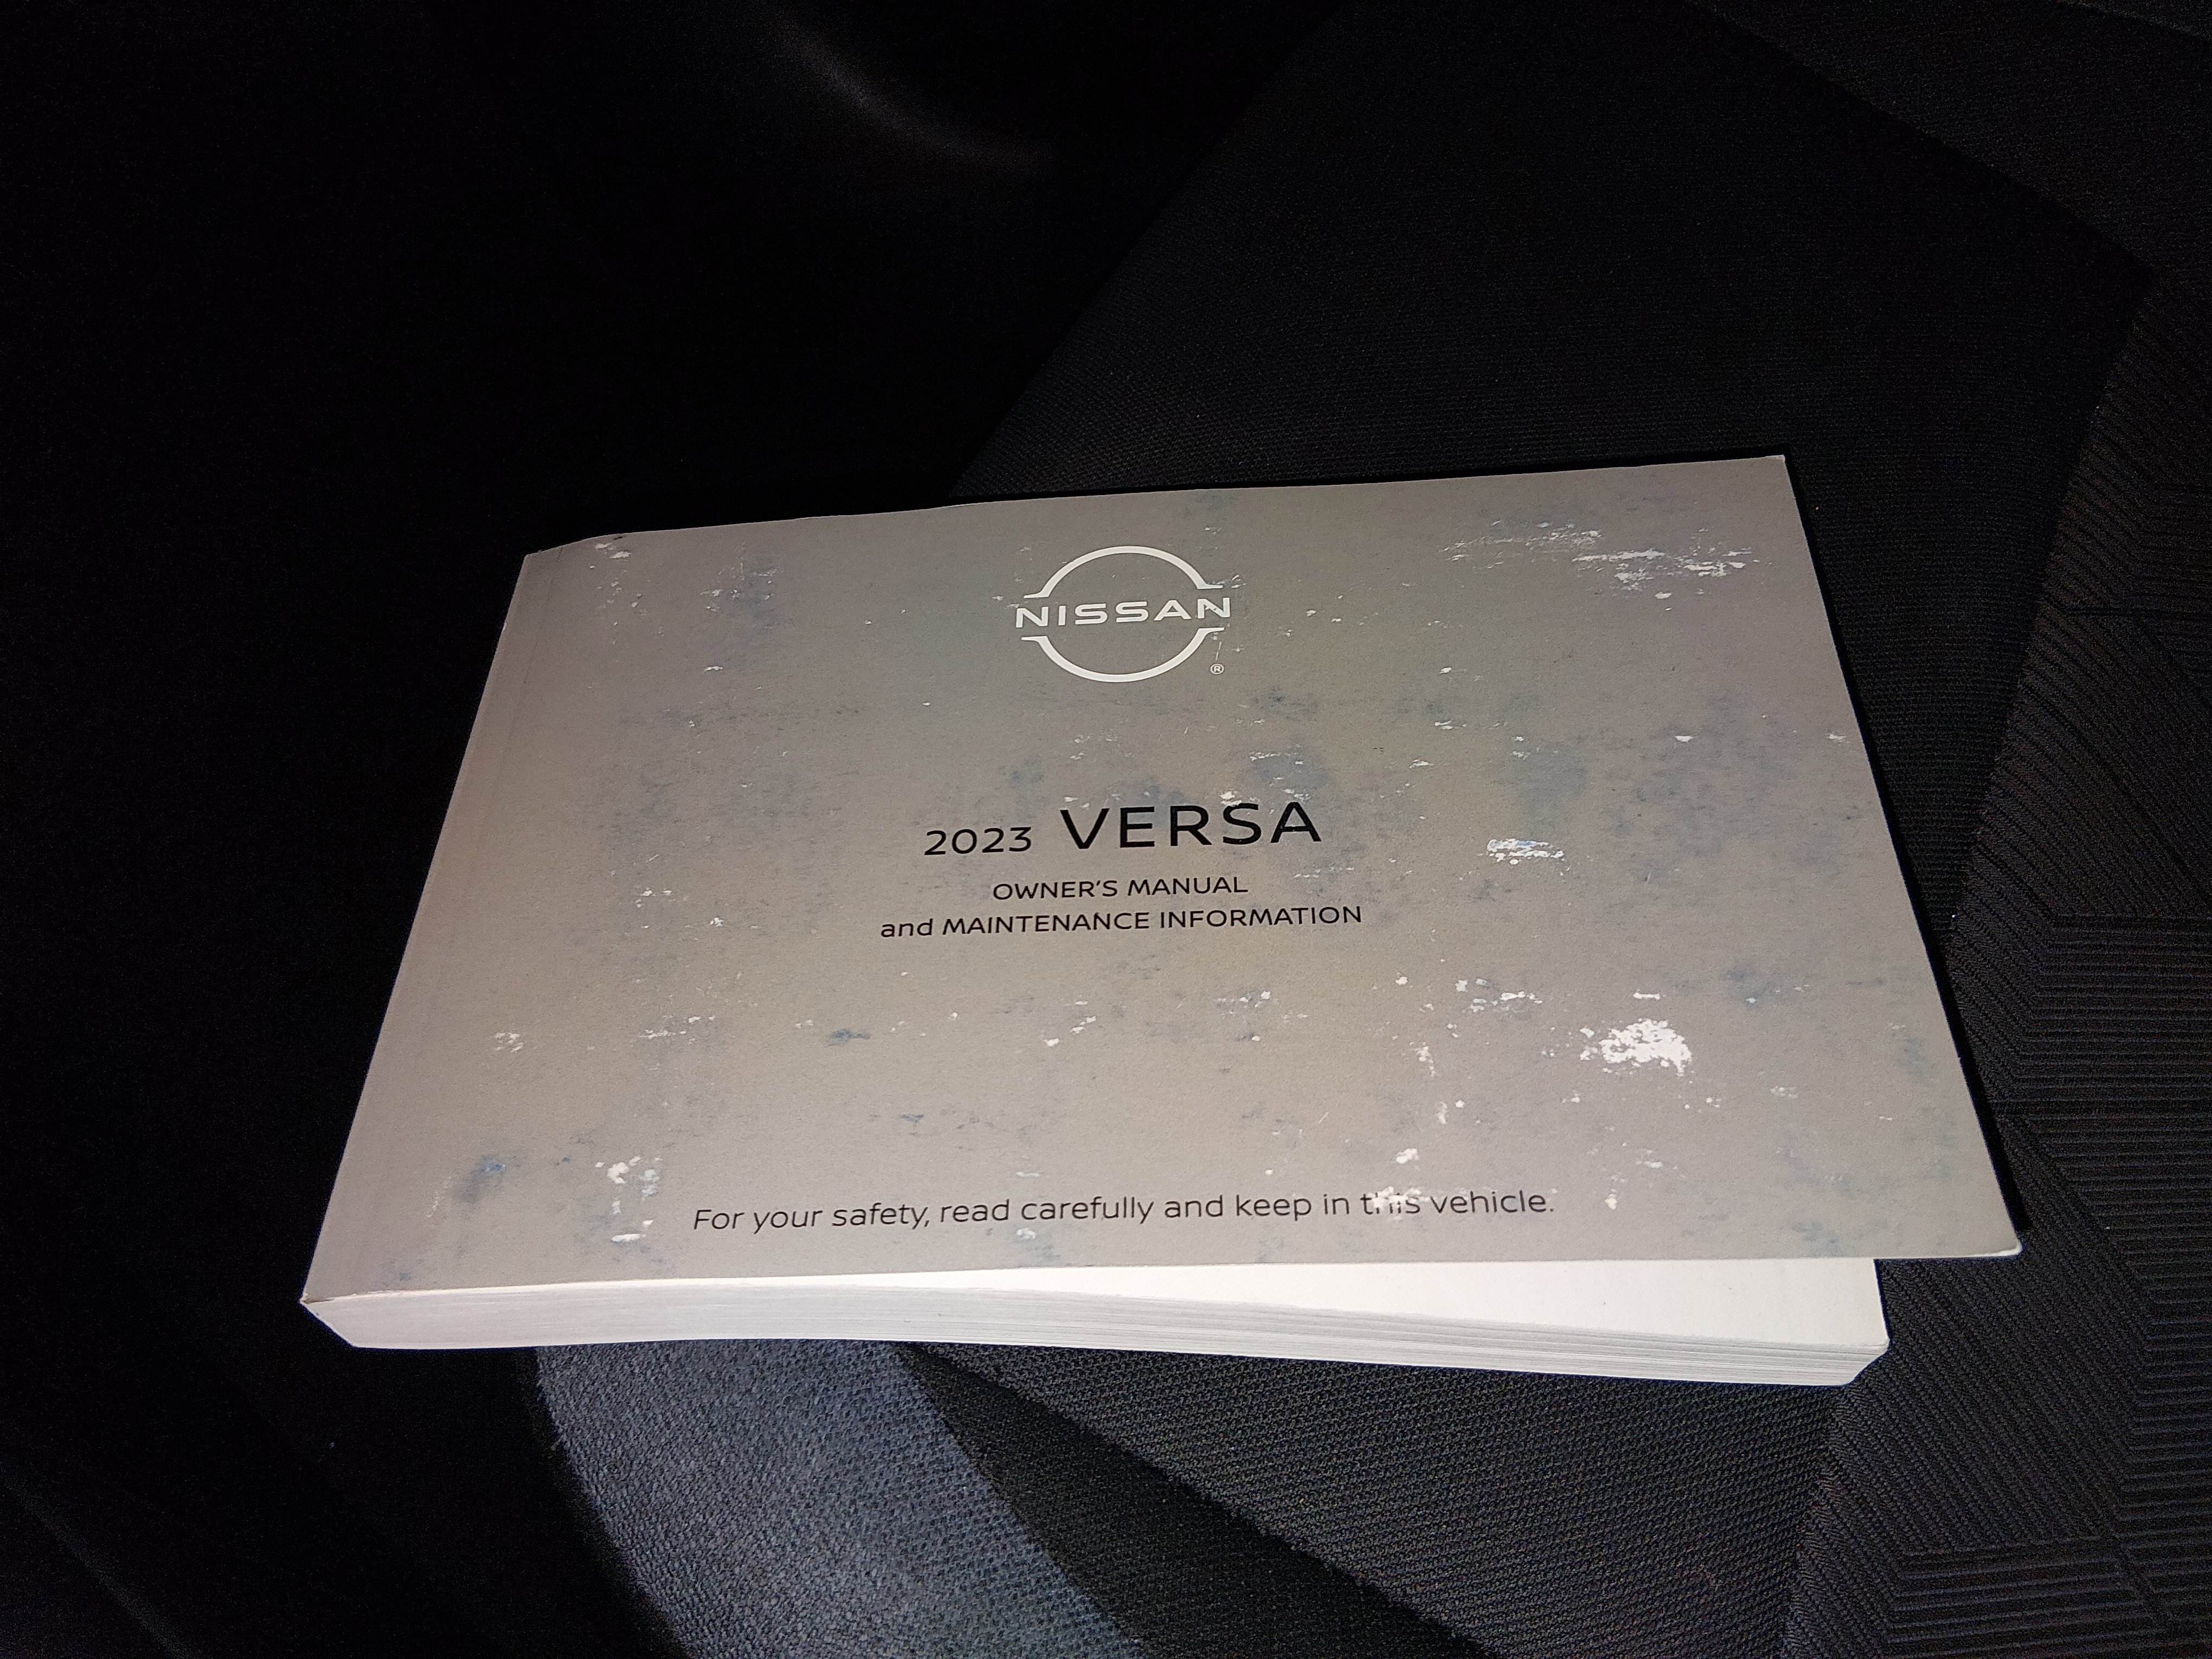 NISSAN
®
2023 VERSA
OWNER'S MANUAL
and MAINTENANCE INFORMATION
For your safety, read carefully and keep in this vehicle.